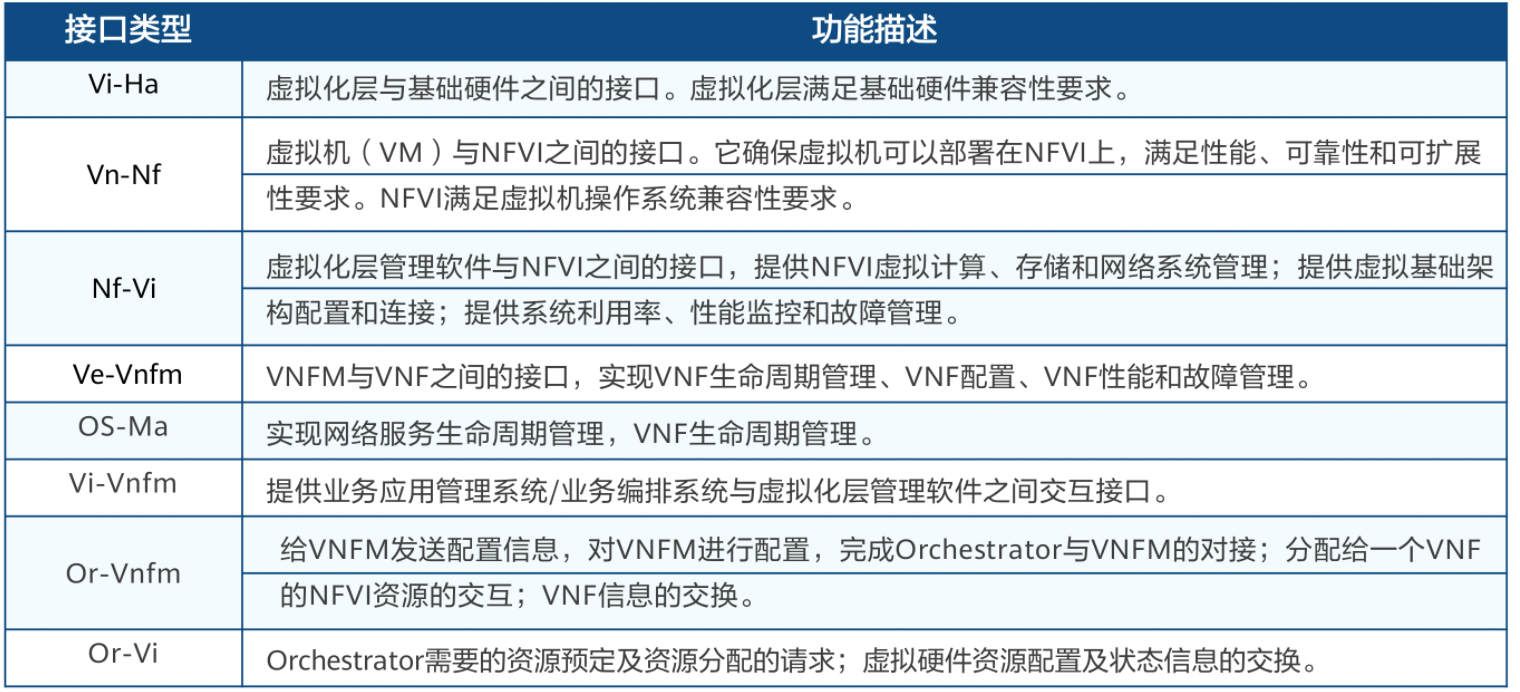 接口类型 功能描述
Vi-Ha 虚拟化层与基础硬件之间的接口。虚拟化层满足基础硬件兼容性要求。
Vn-Nf
虚拟机（VM）与NFVI之间的接口。它确保虚拟机可以部署在NFVI上，满足性能、可靠性和可扩展
性要求。NFVI满足虚拟机操作系统兼容性要求。
Nf-Vi
虚拟化层管理软件与NFVI之间的接口，提供NFVI虚拟计算、存储和网络系统管理；提供虚拟基础架
构配置和连接；提供系统利用率、性能监控和故障管理。
Ve-Vnfm VNFM与VNF之间的接口，实现VNF生命周期管理、VNF配置、VNF性能和故障管理。
OS-Ma 实现网络服务生命周期管理，VNF生命周期管理。
Vi-Vnfm 提供业务应用管理系统/业务编排系统与虚拟化层管理软件之间交互接口。
Or-Vnfm
给VNFM发送配置信息，对VNFM进行配置，完成Orchestrator与VNFM的对接；分配给一个VNF
的NFVI资源的交互；VNF信息的交换。
Or-Vi Orchestrator需要的资源预定及资源分配的请求；虚拟硬件资源配置及状态信息的交换。